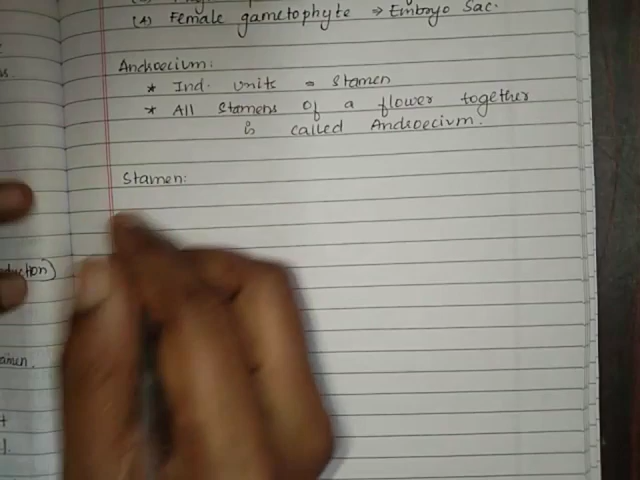 (4) Female gametophyte → Embryo Sac.
Androecium:
* Ind. units = stamen
* All stamens of a flower together
is called Androecium.
Stamen: